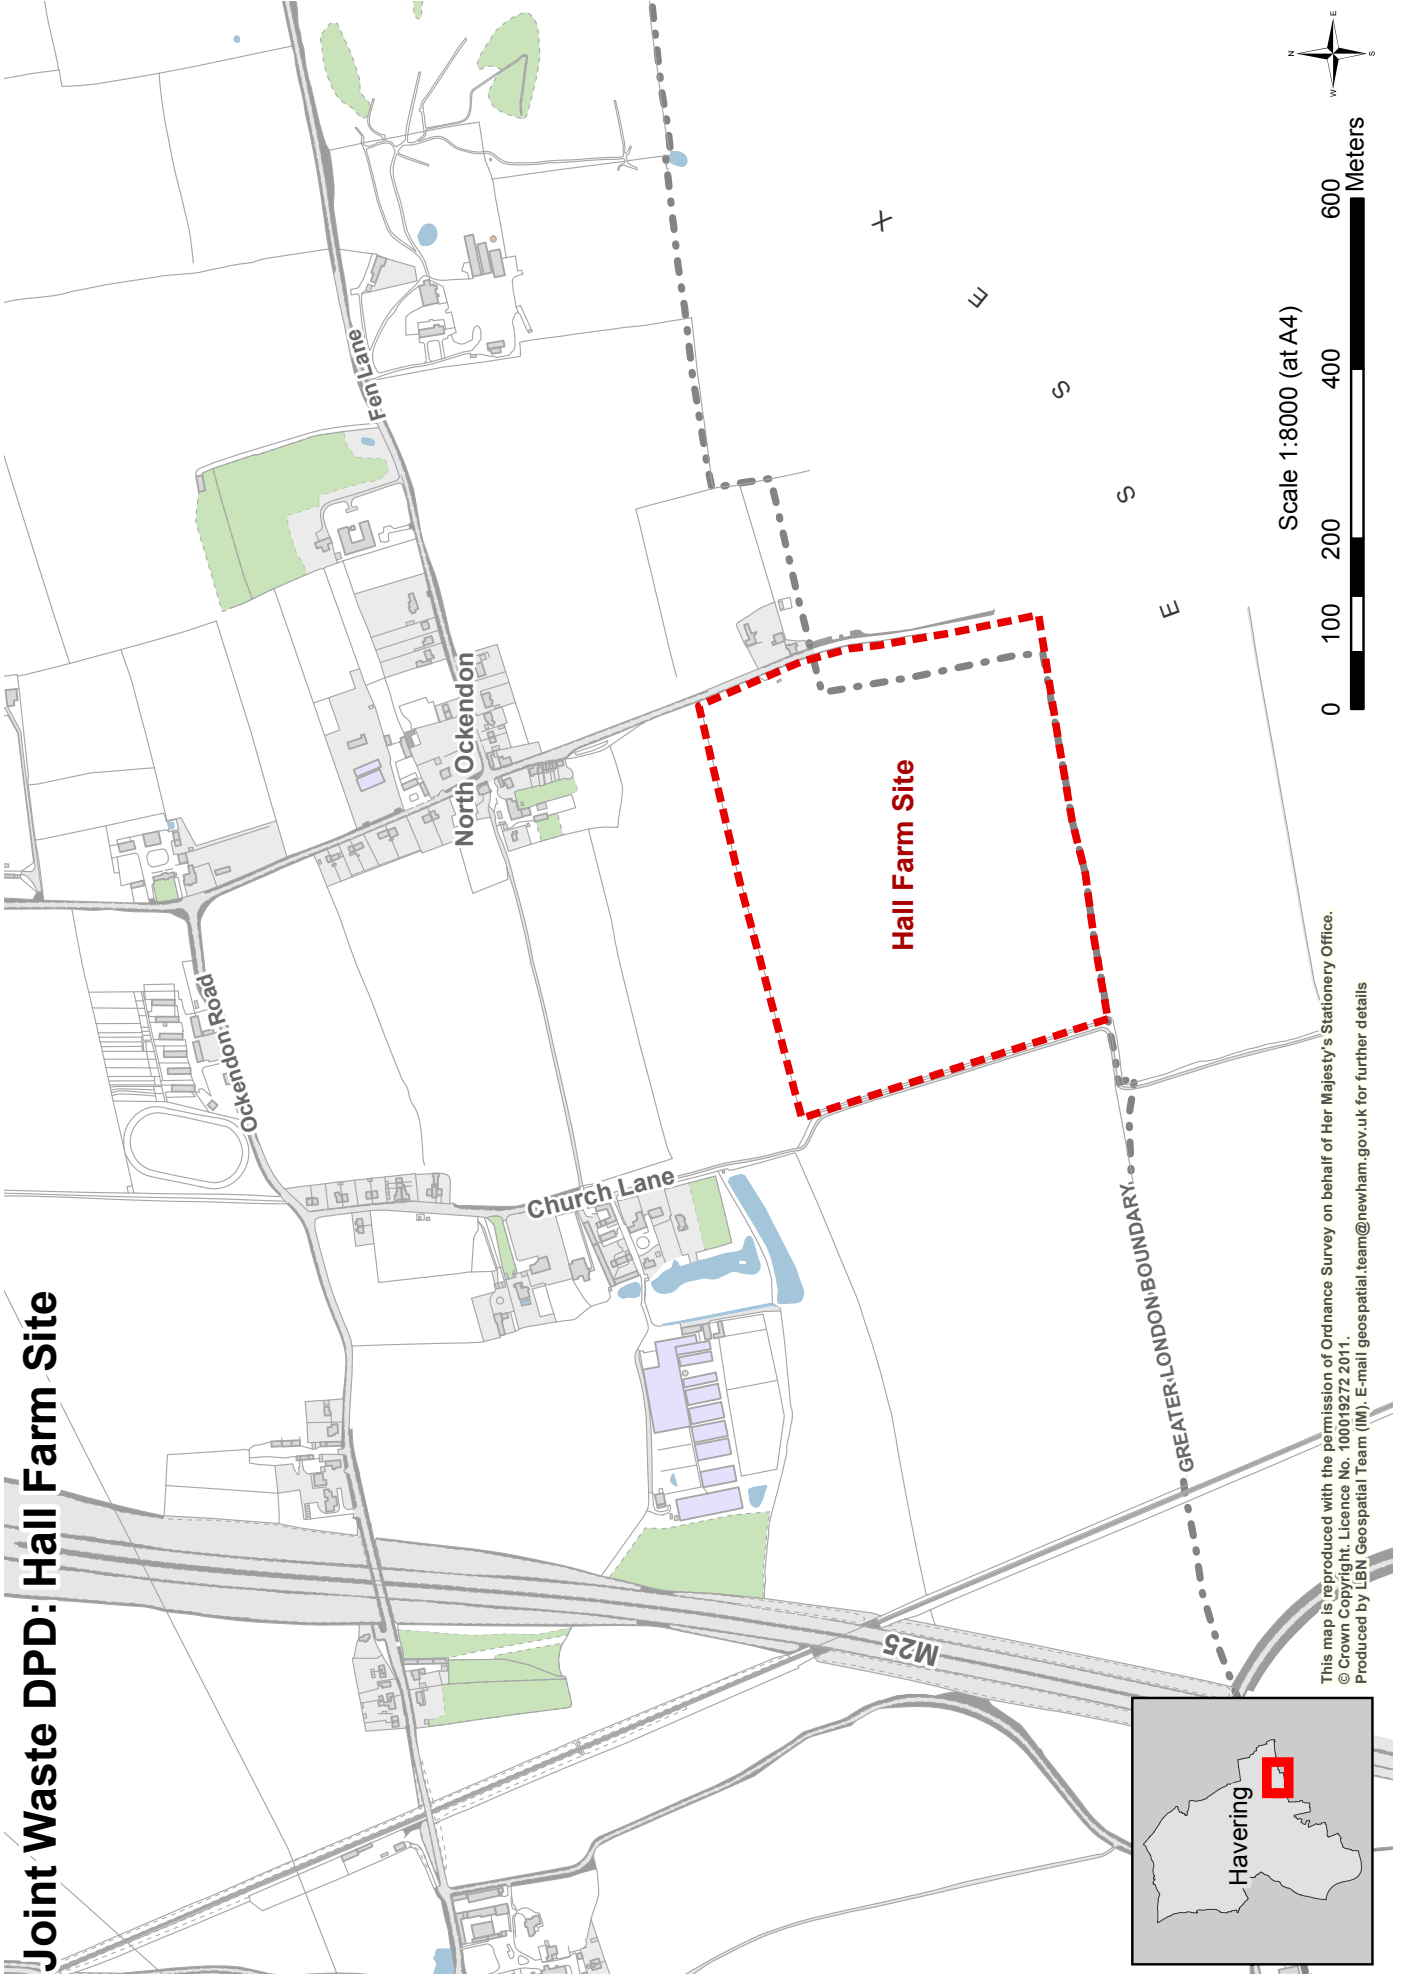 Joint Waste DPD: Hall Farm Site
Ockendon Road
Fen Lane
North Ockendon
Church Lane
Hall Farm Site
M25
GREATER LONDON BOUNDARY
E S S E X
Havering
Scale 1:8000 (at A4)
0 100 200 400 600
Meters
N
E
S
W
This map is reproduced with the permission of Ordnance Survey on behalf of Her Majesty's Stationery Office.
© Crown Copyright. Licence No. 100019272 2011.
Produced by LBN Geospatial Team (IM). E-mail geospatial.team@newham.gov.uk for further details